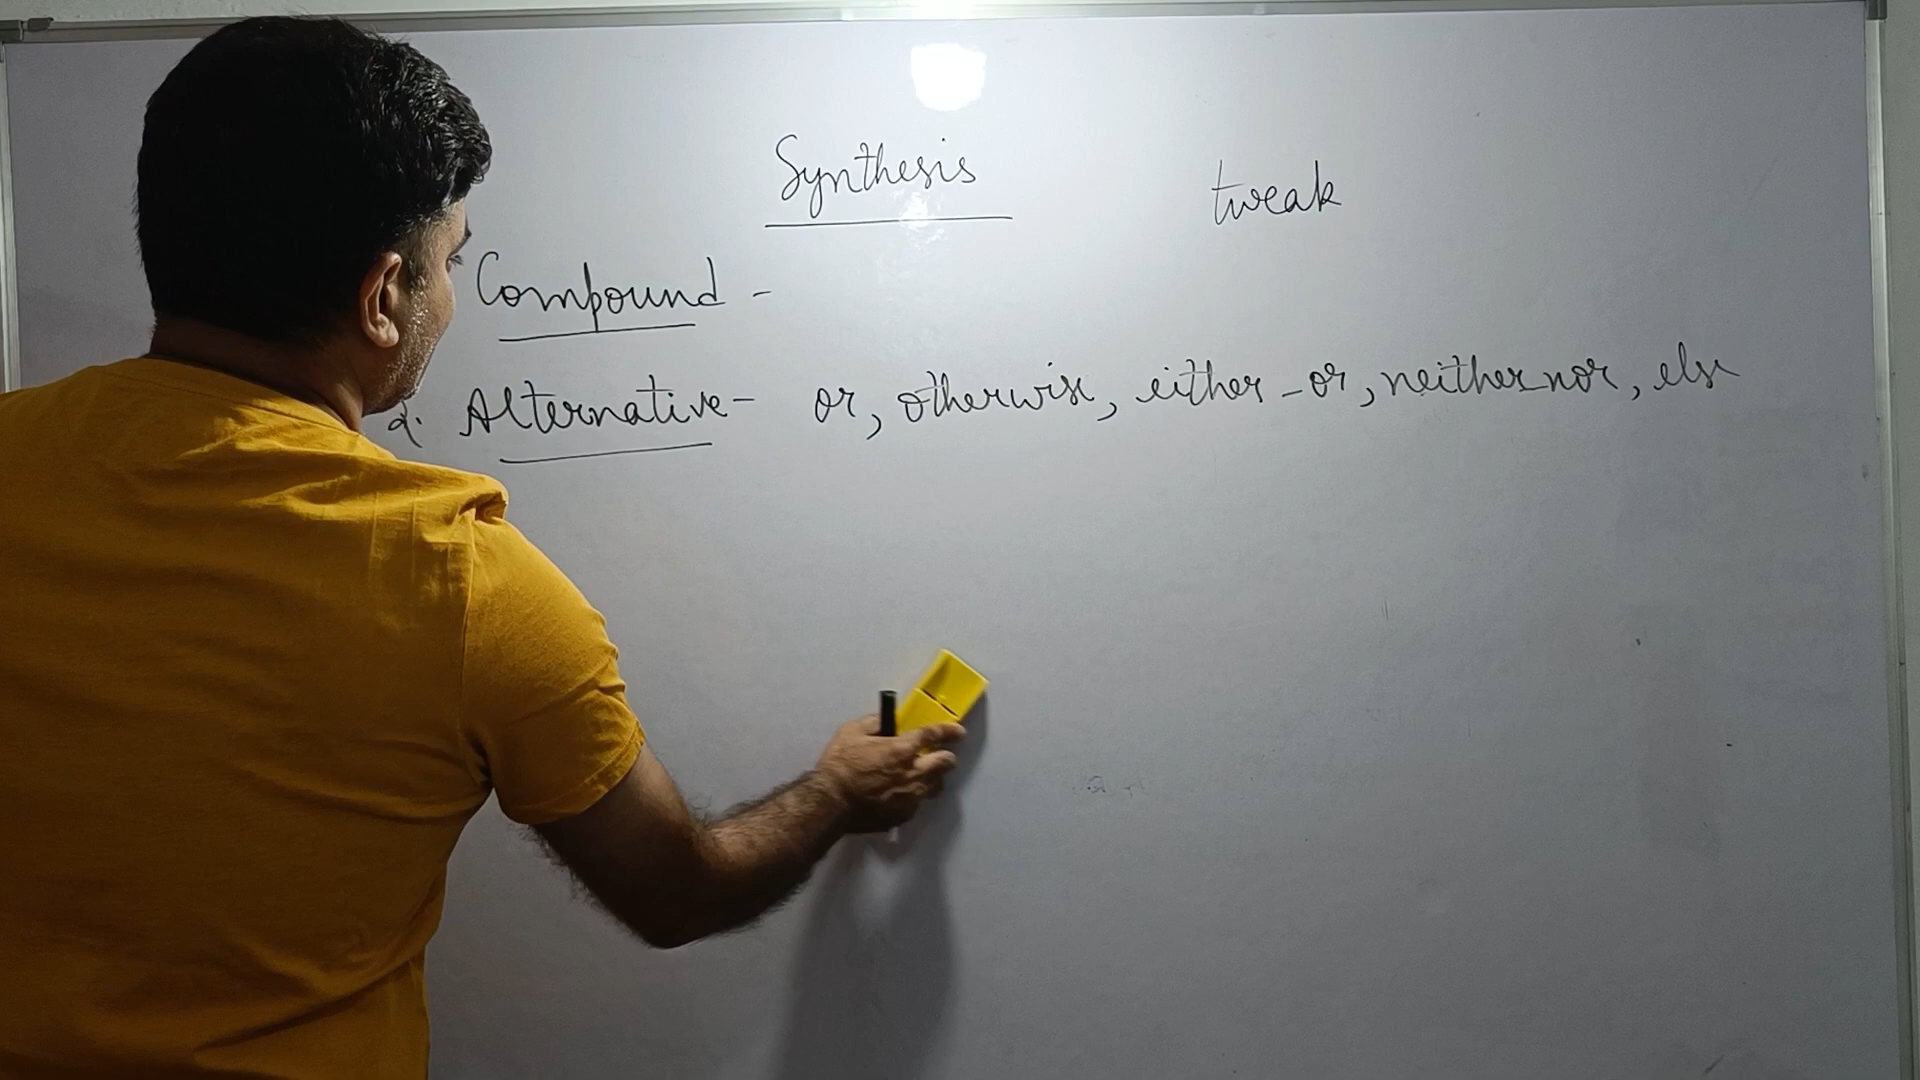 Synthesis tweak
Compound -
2. Alternative - or, otherwise, either - or, neither nor, else